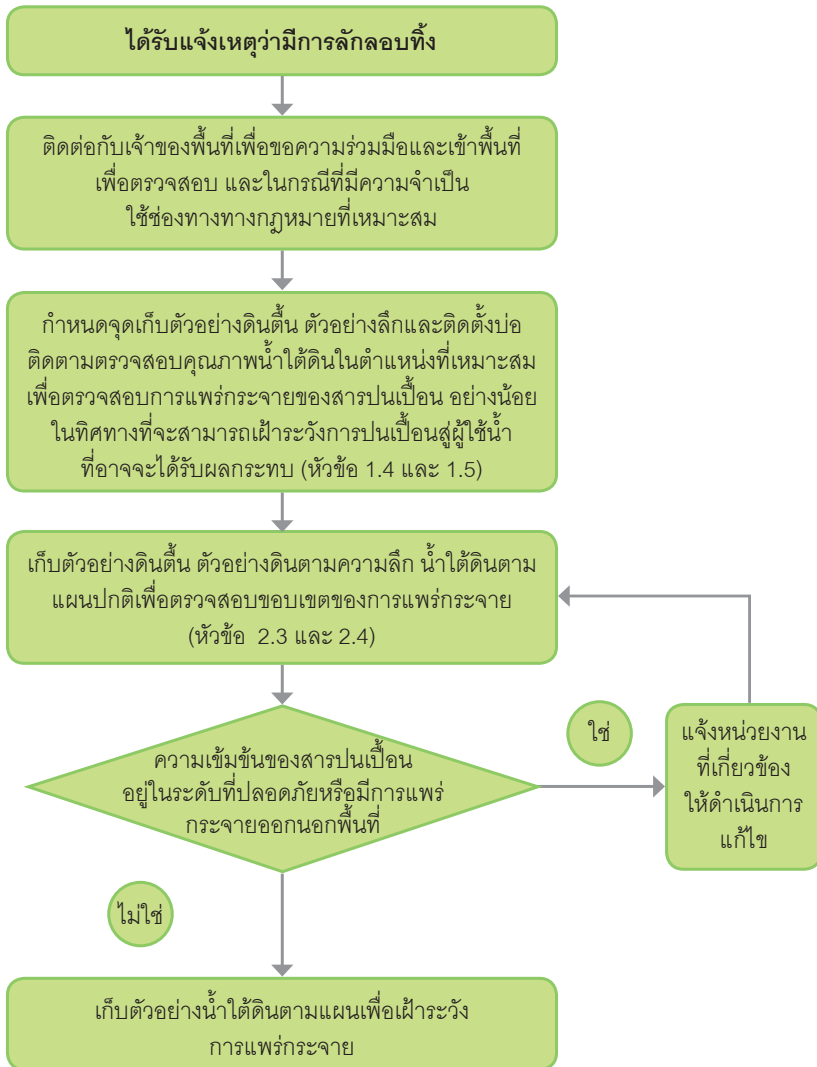 ได้รับแจ้งเหตุว่ามีการลักลอบทิ้ง
ติดต่อกับเจ้าของพื้นที่เพื่อขอความร่วมมือและเข้าพื้นที่
เพื่อตรวจสอบ และในกรณีที่มีความจำเป็น
ใช้ช่องทางทางกฎหมายที่เหมาะสม
กำหนดจุดเก็บตัวอย่างดินตื้น ตัวอย่างลึกและติดตั้งบ่อ
ติดตามตรวจสอบคุณภาพน้ำใต้ดินในตำแหน่งที่เหมาะสม
เพื่อตรวจสอบการแพร่กระจายของสารปนเปื้อน อย่างน้อย
ในทิศทางที่จะสามารถเฝ้าระวังการปนเปื้อนสู่ผู้ใช้น้ำ
ที่อาจจะได้รับผลกระทบ (หัวข้อ 1.4 และ 1.5)
เก็บตัวอย่างดินตื้น ตัวอย่างดินตามความลึก น้ำใต้ดินตาม
แผนปกติเพื่อตรวจสอบขอบเขตของการแพร่กระจาย
(หัวข้อ 2.3 และ 2.4)
ความเข้มข้นของสารปนเปื้อน
อยู่ในระดับที่ปลอดภัยหรือมีการแพร่
กระจายออกนอกพื้นที่
ใช่
แจ้งหน่วยงาน
ที่เกี่ยวข้อง
ให้ดำเนินการ
แก้ไข
ไม่ใช่
เก็บตัวอย่างน้ำใต้ดินตามแผนเพื่อเฝ้าระวัง
การแพร่กระจาย